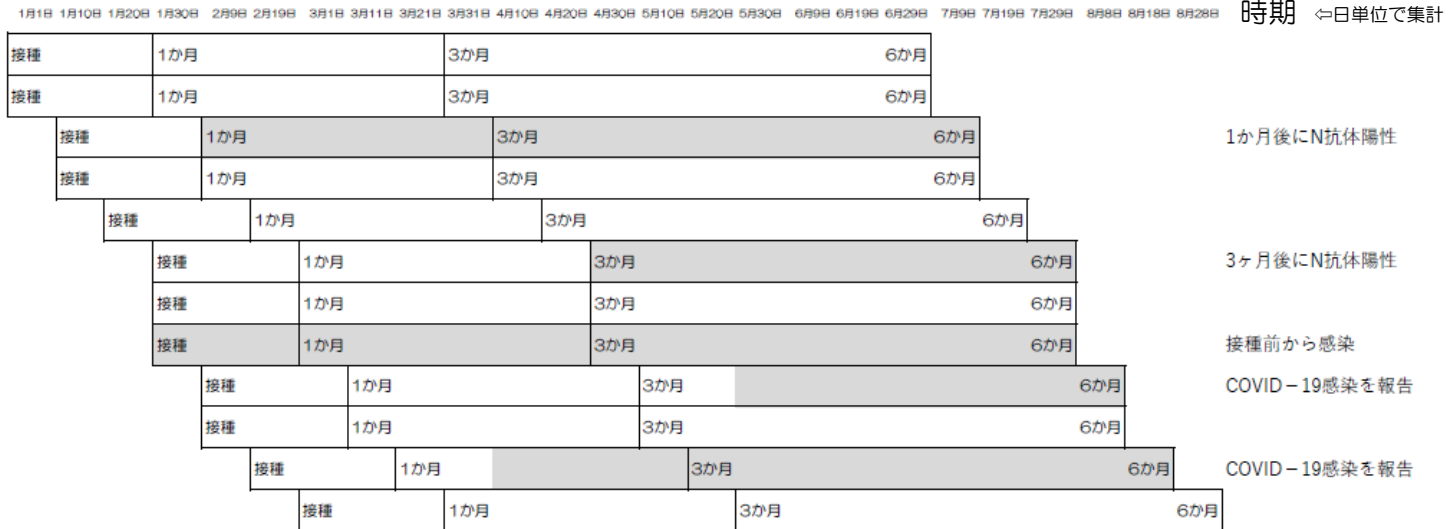 1月1日 1月10日 1月20日 1月30日 2月9日 2月19日 3月1日 3月11日 3月21日 3月31日 4月10日 4月20日 4月30日 5月10日 5月20日 5月30日 6月9日 6月19日 6月29日 7月9日 7月19日 7月29日 8月8日 8月18日 8月28日 時期 ⇦日単位で集計
接種 1か月 3か月 6か月
接種 1か月 3か月 6か月
接種 1か月 3か月 6か月 1か月後にN抗体陽性
接種 1か月 3か月 6か月
接種 1か月 3か月 6か月
接種 1か月 3か月 6か月 3ヶ月後にN抗体陽性
接種 1か月 3か月 6か月
接種 1か月 3か月 6か月 接種前から感染
接種 1か月 3か月 6か月 COVID－19感染を報告
接種 1か月 3か月 6か月
接種 1か月 3か月 6か月 COVID－19感染を報告
接種 1か月 3か月 6か月